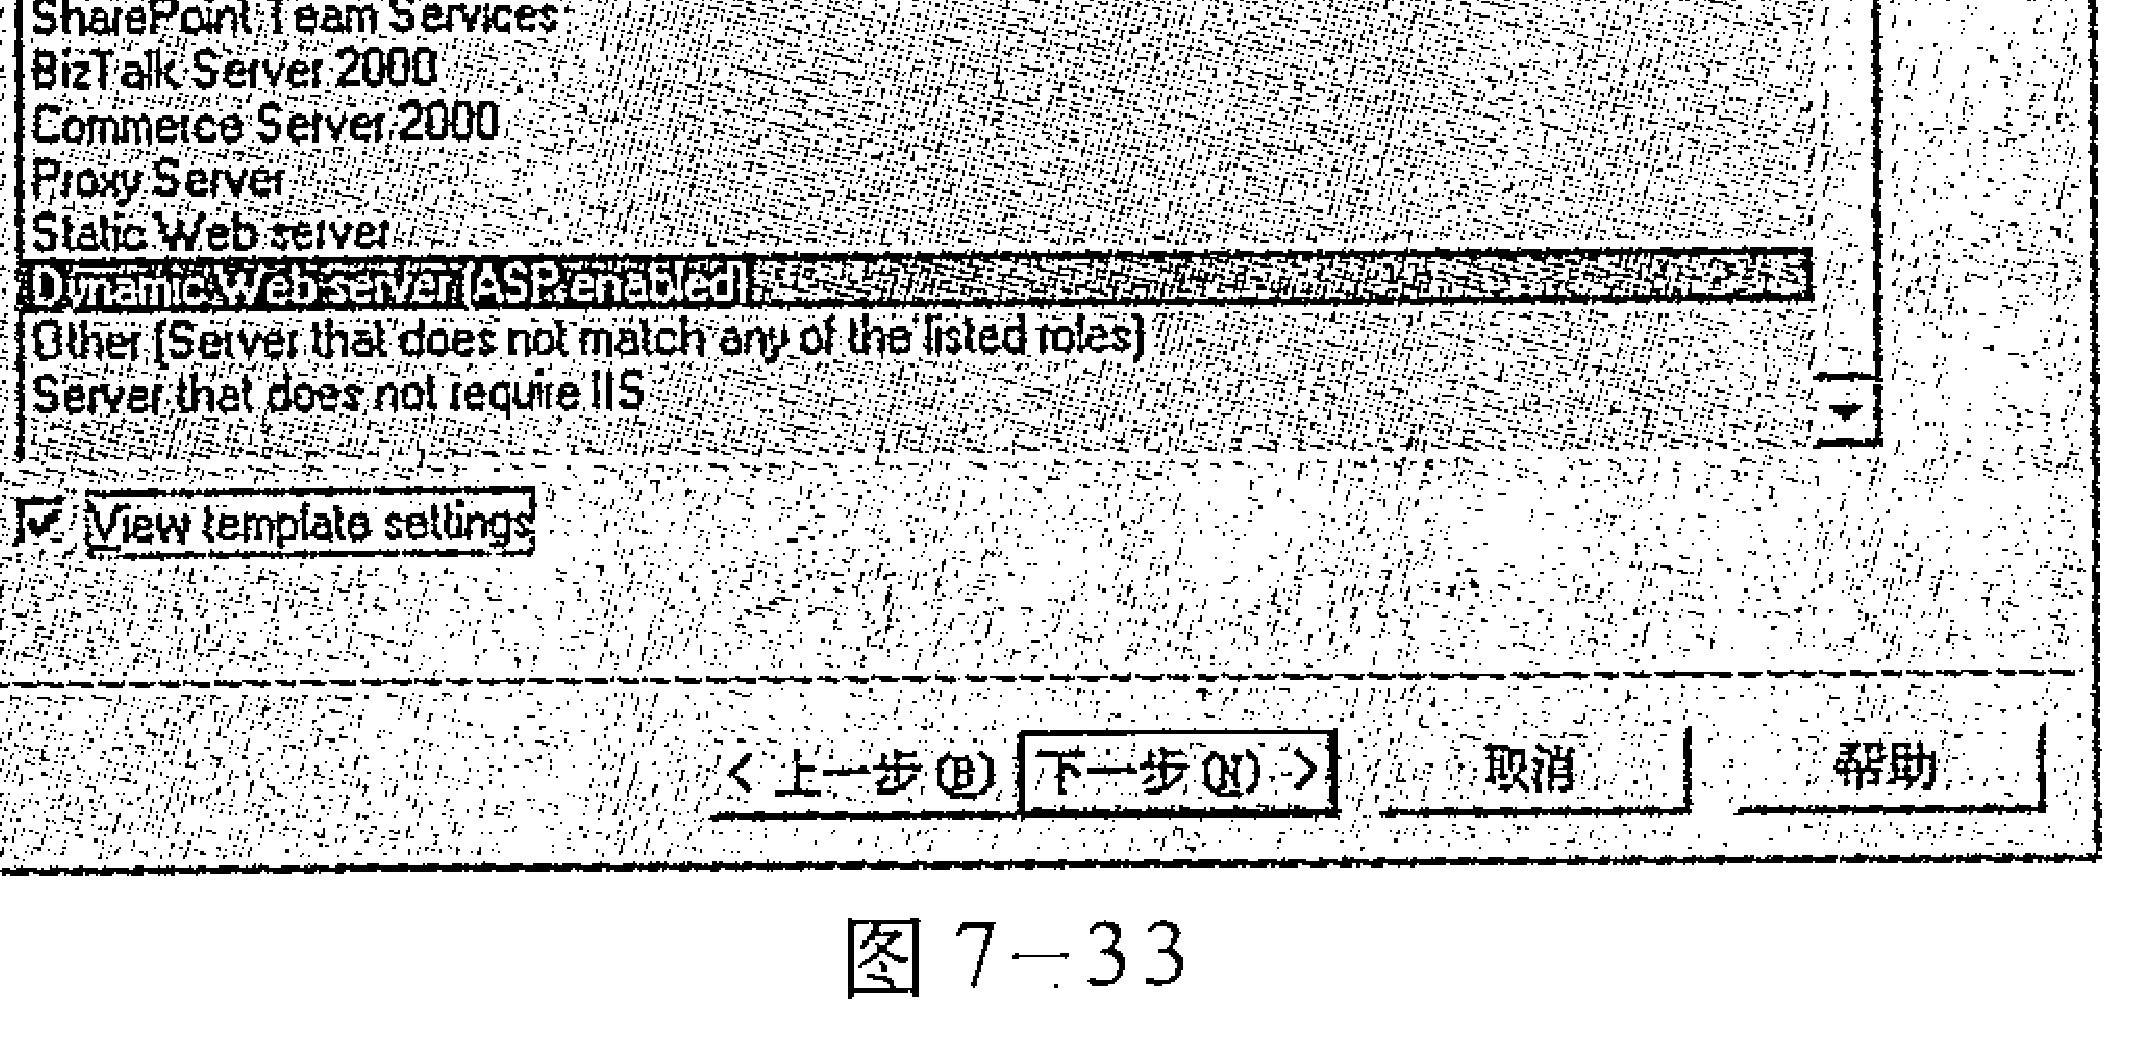 SharePoint Team Services
BizTalk Server 2000
Commerce Server 2000
Proxy Server
Static Web server
Dynamic Web server (ASP enabled)
Other (Server that does not match any of the listed roles)
Server that does not require IIS
View template settings
< 上一步(B) 下一步(N) > 取消 帮助
图 7-33